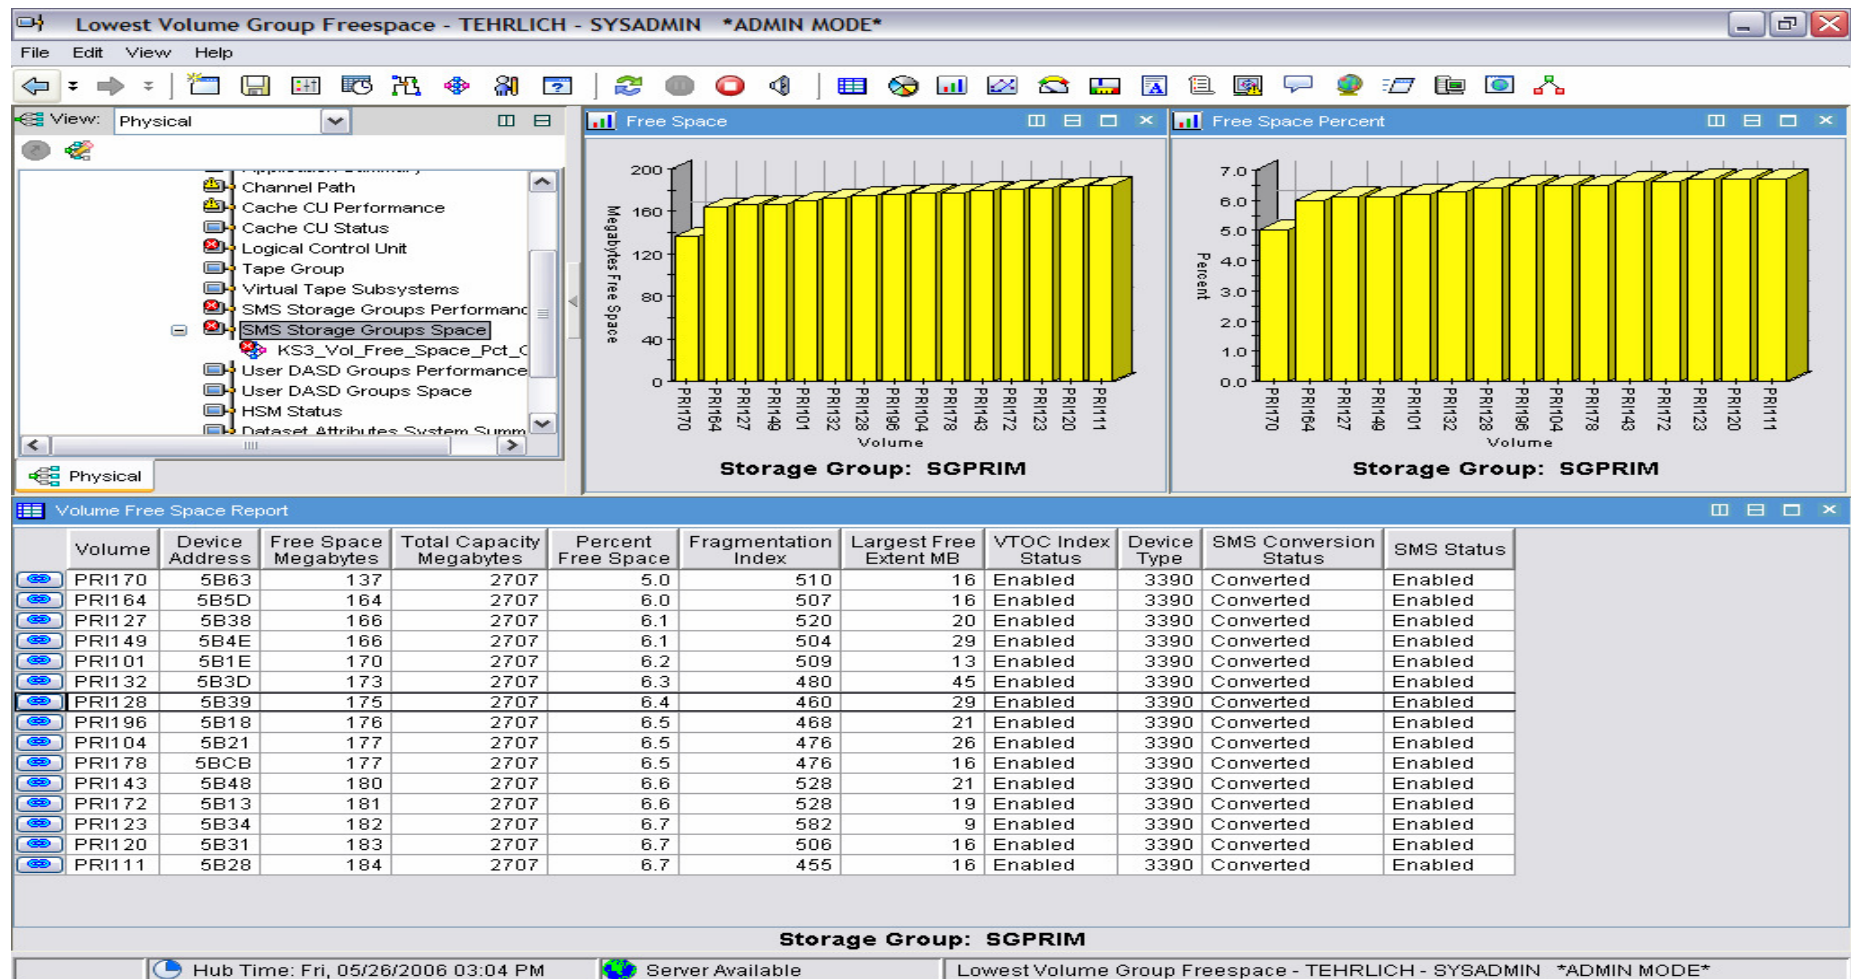 Lowest Volume Group Freespace - TEHRLICH - SYSADMIN *ADMIN MODE*
File Edit View Help
View: Physical
Channel Path
Cache CU Performance
Cache CU Status
Logical Control Unit
Tape Group
Virtual Tape Subsystems
SMS Storage Groups Performanc
SMS Storage Groups Space
KS3_Vol_Free_Space_Pct_C
User DASD Groups Performance
User DASD Groups Space
HSM Status
Dataset Attributes System Summ
Physical
Free Space
200
160
120
80
40
0
Megabytes Free Space
PRI170 PRI164 PRI127 PRI149 PRI101 PRI132 PRI128 PRI196 PRI104 PRI178 PRI143 PRI172 PRI123 PRI120 PRI111
Volume
Storage Group: SGPRIM
Free Space Percent
7.0
6.0
5.0
4.0
3.0
2.0
1.0
0.0
Percent
PRI170 PRI164 PRI127 PRI149 PRI101 PRI132 PRI128 PRI196 PRI104 PRI178 PRI143 PRI172 PRI123 PRI120 PRI111
Volume
Storage Group: SGPRIM
Volume Free Space Report
Volume Device Address Free Space Megabytes Total Capacity Megabytes Percent Free Space Fragmentation Index Largest Free Extent MB VTOC Index Status Device Type SMS Conversion Status SMS Status
PRI170 5B63 137 2707 5.0 510 16 Enabled 3390 Converted Enabled
PRI164 5B5D 164 2707 6.0 507 16 Enabled 3390 Converted Enabled
PRI127 5B38 166 2707 6.1 520 20 Enabled 3390 Converted Enabled
PRI149 5B4E 166 2707 6.1 504 29 Enabled 3390 Converted Enabled
PRI101 5B1E 170 2707 6.2 509 13 Enabled 3390 Converted Enabled
PRI132 5B3D 173 2707 6.3 480 45 Enabled 3390 Converted Enabled
PRI128 5B39 175 2707 6.4 460 29 Enabled 3390 Converted Enabled
PRI196 5B18 176 2707 6.5 468 21 Enabled 3390 Converted Enabled
PRI104 5B21 177 2707 6.5 476 26 Enabled 3390 Converted Enabled
PRI178 5BCB 177 2707 6.5 476 16 Enabled 3390 Converted Enabled
PRI143 5B48 180 2707 6.6 528 21 Enabled 3390 Converted Enabled
PRI172 5B13 181 2707 6.6 528 19 Enabled 3390 Converted Enabled
PRI123 5B34 182 2707 6.7 582 9 Enabled 3390 Converted Enabled
PRI120 5B31 183 2707 6.7 506 16 Enabled 3390 Converted Enabled
PRI111 5B28 184 2707 6.7 455 16 Enabled 3390 Converted Enabled
Storage Group: SGPRIM
Hub Time: Fri, 05/26/2006 03:04 PM Server Available Lowest Volume Group Freespace - TEHRLICH - SYSADMIN *ADMIN MODE*